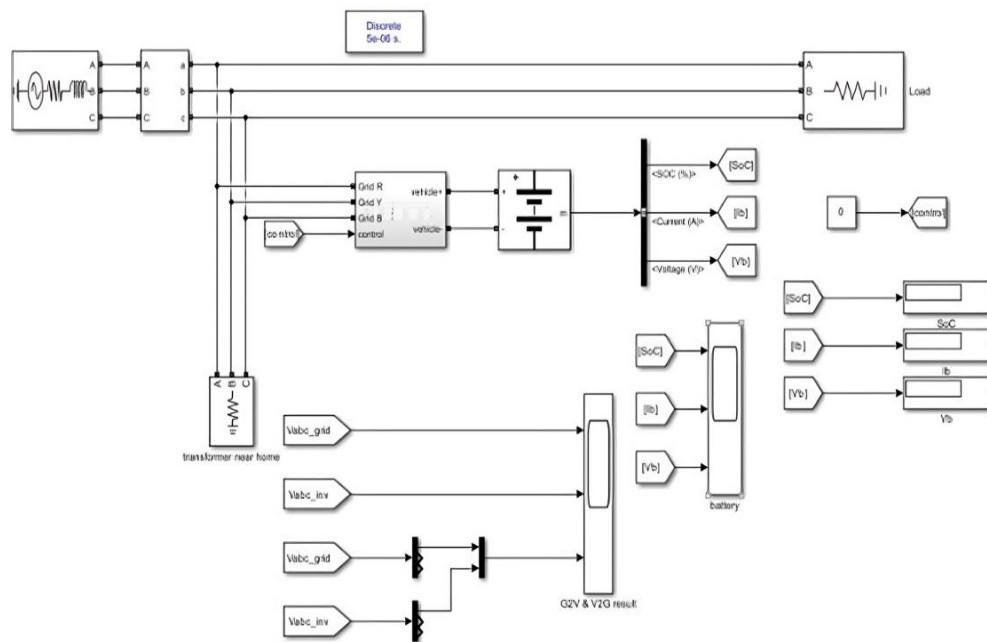 Discrete
5e-06 s.
A
B
C
A
B
C
a
b
c
A
B
C
Load
Grid R
Grid Y
Grid B
control
vehicle+
vehicle-
+
-
m
<SOC (%)>
<Current (A)>
<Voltage (V)>
[SoC]
[Ib]
[Vb]
0
[control]
[control]
[SoC]
[Ib]
[Vb]
SoC
Ib
Vb
[SoC]
[Ib]
[Vb]
battery
A
B
C
transformer near home
Vabc_grid
Vabc_inv
Vabc_grid
Vabc_inv
G2V & V2G result